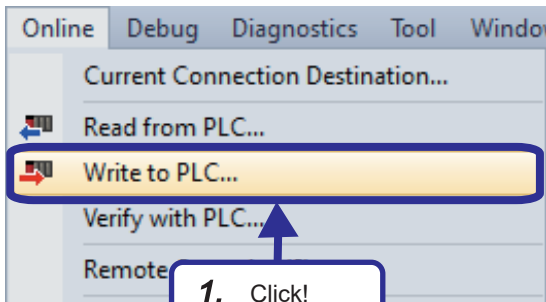 Online Debug Diagnostics Tool Windo
Current Connection Destination...
Read from PLC...
Write to PLC...
Verify with PLC...
Remote
1. Click!